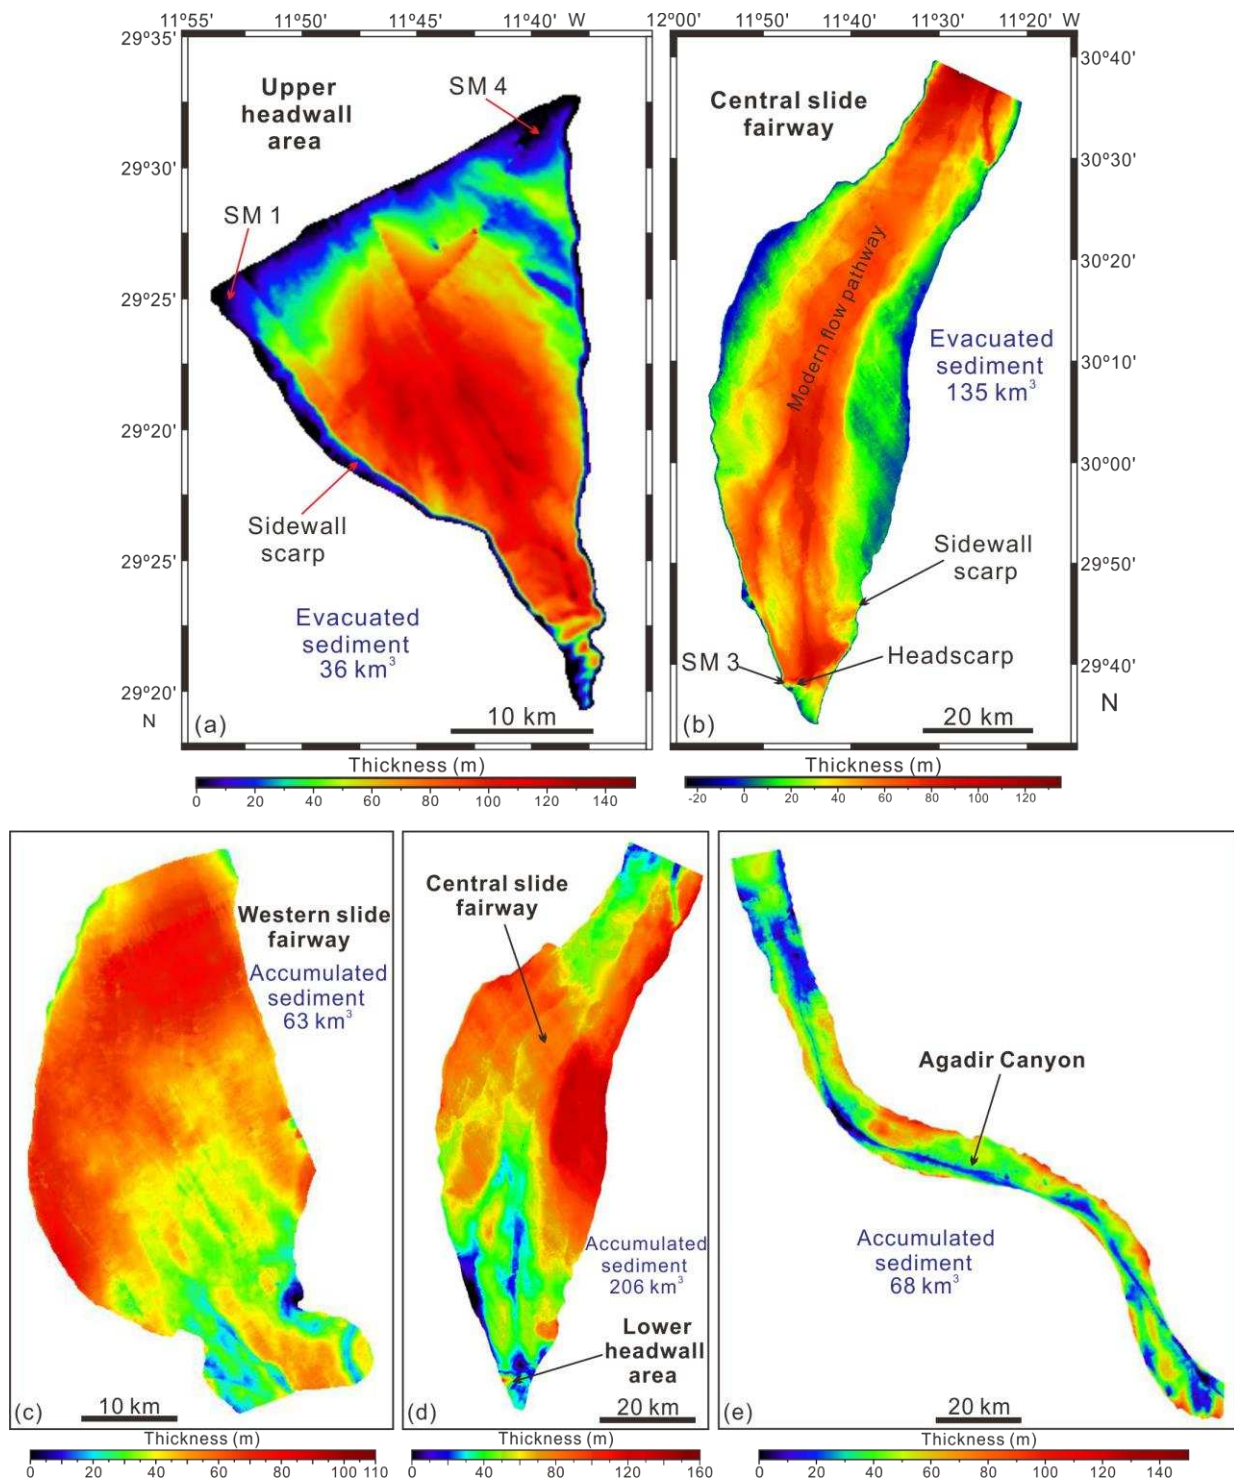 11°55' 11°45' 11°40' W
12°00' 11°50' 11°40' 11°30' 11°20' W
29°35'
29°30'
29°25'
29°20'
29°25'
29°20'
N
Upper
headwall
area
SM 4
SM 1
Sidewall
scarp
Evacuated
sediment
36 km³
(a)
10 km
Thickness (m)
0 20 40 60 80 100 120 140
30°40'
30°30'
30°20'
30°10'
30°00'
29°50'
29°40'
N
Central slide
fairway
Modern flow pathway
Evacuated
sediment
135 km³
Sidewall
scarp
SM 3
Headscarp
(b)
20 km
Thickness (m)
-20 0 20 40 60 80 100 120
Western slide
fairway
Accumulated
sediment
63 km³
(c)
10 km
Thickness (m)
0 20 40 60 80 100 110
Central slide
fairway
Accumulated
sediment
206 km³
Lower
headwall
area
(d)
20 km
Thickness (m)
0 40 80 120 160
Agadir Canyon
Accumulated
sediment
68 km³
(e)
20 km
Thickness (m)
0 20 40 60 80 100 140